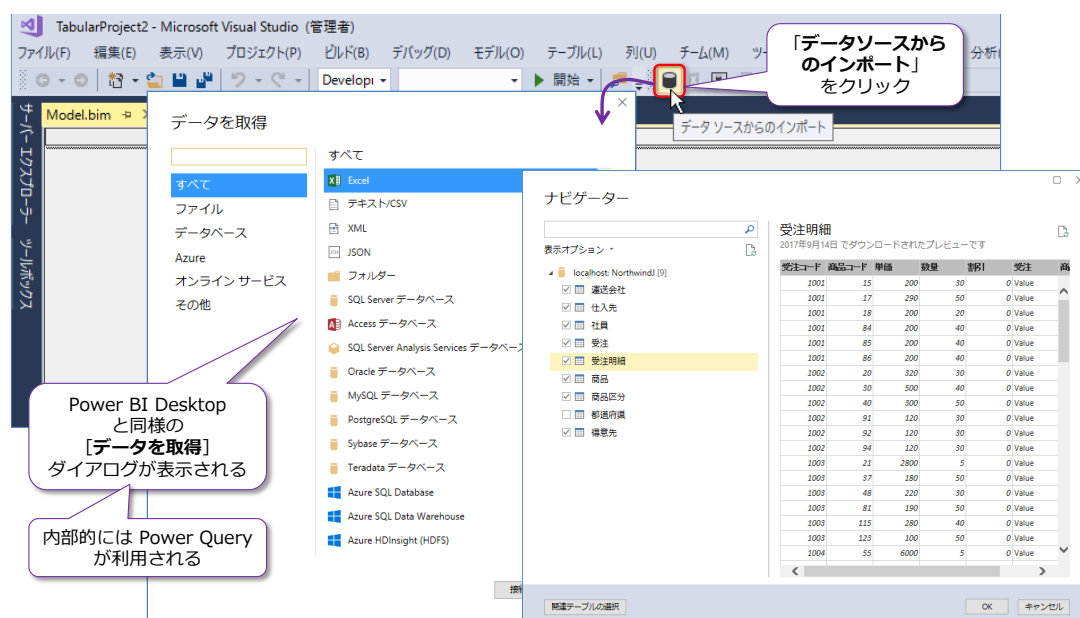 TabularProject2 - Microsoft Visual Studio (管理者)
ファイル(F) 編集(E) 表示(V) プロジェクト(P) ビルド(B) デバッグ(D) モデル(O) テーブル(L) 列(U) チーム(M)
分析(
「データソースから
のインポート」
をクリック
開始
データ ソースからのインポート
サーバー エクスプローラー
ツールボックス
Model.bim
データを取得
すべて
ファイル
データベース
Azure
オンライン サービス
その他
すべて
Excel
テキスト/CSV
XML
JSON
フォルダー
SQL Server データベース
Access データベース
SQL Server Analysis Services データベース
Oracle データベース
MySQL データベース
PostgreSQL データベース
Sybase データベース
Teradata データベース
Azure SQL Database
Azure SQL Data Warehouse
Azure HDInsight (HDFS)
Power BI Desktop
と同様の
[データを取得]
ダイアログが表示される
内部的には Power Query
が利用される
ナビゲーター
表示オプション
localhost: NorthwindJ [9]
運送会社
仕入先
社員
受注
受注明細
商品
商品区分
都道府県
得意先
関連テーブルの選択
受注明細
2017年9月14日 でダウンロードされたプレビューです
受注コード 商品コード 単価 数量 割引 受注
1001 15 200 30 0 Value
1001 17 290 50 0 Value
1001 18 200 20 0 Value
1001 84 200 40 0 Value
1001 85 200 40 0 Value
1001 86 200 40 0 Value
1002 20 320 30 0 Value
1002 30 500 40 0 Value
1002 40 300 50 0 Value
1002 91 120 30 0 Value
1002 92 120 30 0 Value
1002 94 120 30 0 Value
1003 21 2800 5 0 Value
1003 37 180 50 0 Value
1003 48 220 30 0 Value
1003 81 190 50 0 Value
1003 115 280 40 0 Value
1003 123 100 50 0 Value
1004 55 6000 5 0 Value
OK キャンセル